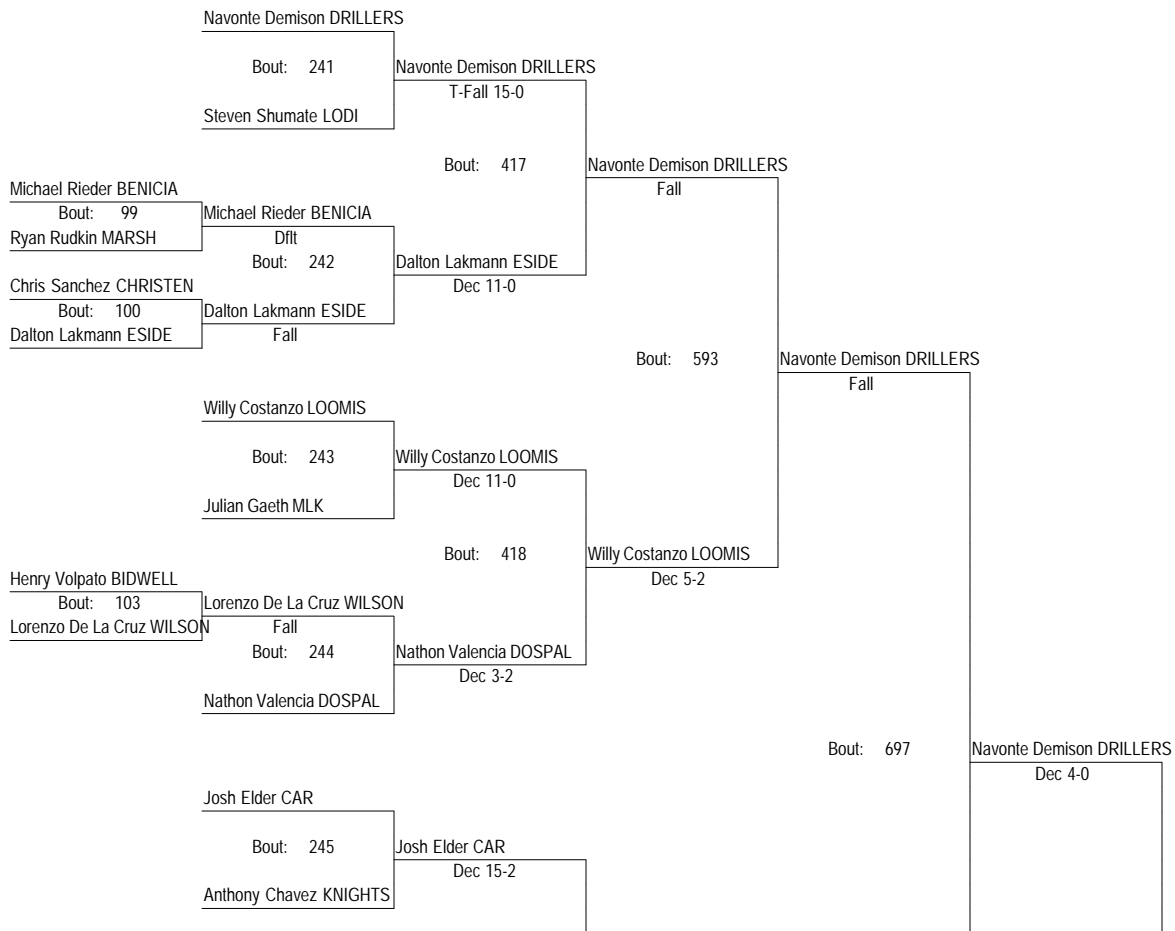 Navonte Demison DRILLERS
Bout: 241
Navonte Demison DRILLERS
T-Fall 15-0
Steven Shumate LODI
Bout: 417
Navonte Demison DRILLERS
Fall
Michael Rieder BENICIA
Bout: 99
Michael Rieder BENICIA
Ryan Rudkin MARSH
Dflt
Bout: 242
Dalton Lakmann ESIDE
Dec 11-0
Chris Sanchez CHRISTEN
Bout: 100
Dalton Lakmann ESIDE
Dalton Lakmann ESIDE
Fall
Bout: 593
Navonte Demison DRILLERS
Fall
Willy Costanzo LOOMIS
Bout: 243
Willy Costanzo LOOMIS
Dec 11-0
Julian Gaeth MLK
Bout: 418
Willy Costanzo LOOMIS
Dec 5-2
Henry Volpato BIDWELL
Bout: 103
Lorenzo De La Cruz WILSON
Lorenzo De La Cruz WILSON
Fall
Bout: 244
Nathon Valencia DOSPAL
Dec 3-2
Nathon Valencia DOSPAL
Bout: 697
Navonte Demison DRILLERS
Dec 4-0
Josh Elder CAR
Bout: 245
Josh Elder CAR
Dec 15-2
Anthony Chavez KNIGHTS